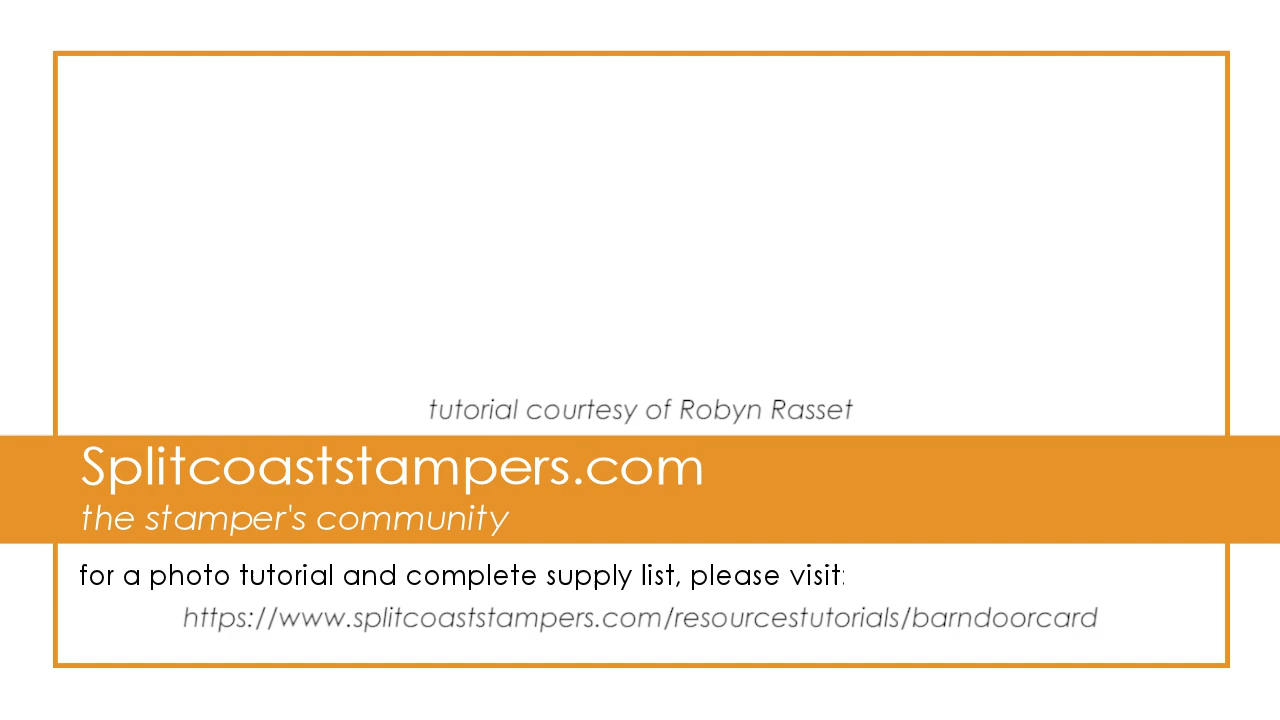 tutorial courtesy of Robyn Rasset
Splitcoaststampers.com
the stamper's community
for a photo tutorial and complete supply list, please visit:
https://www.splitcoaststampers.com/resourcestutorials/barndoorcard